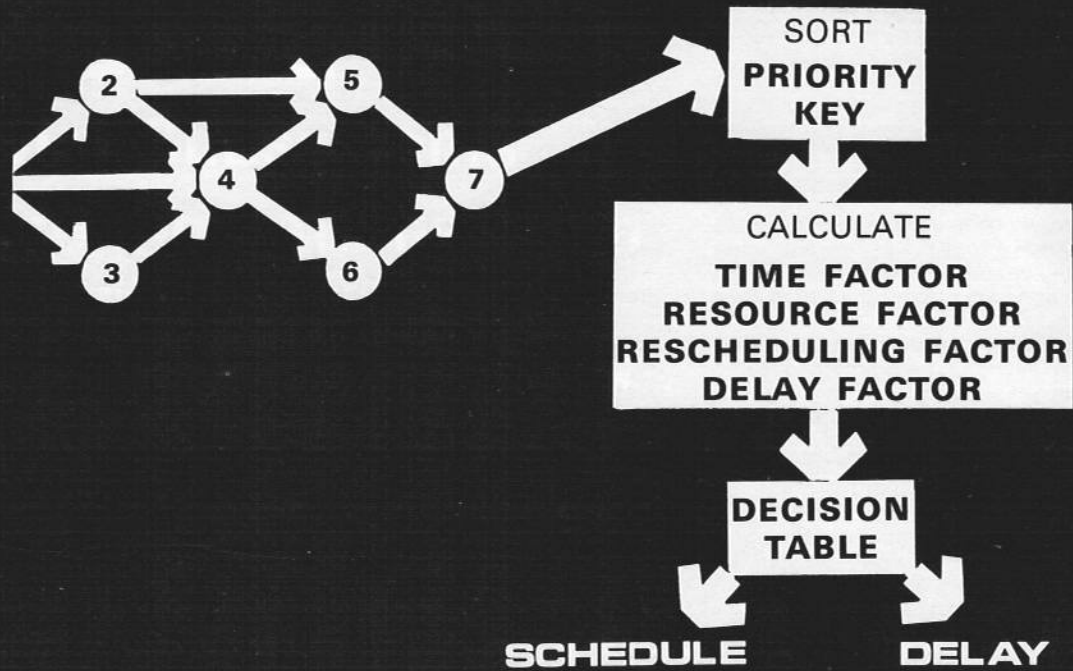 2
5
4
7
3
6
SORT
PRIORITY
KEY
CALCULATE
TIME FACTOR
RESOURCE FACTOR
RESCHEDULING FACTOR
DELAY FACTOR
DECISION
TABLE
SCHEDULE
DELAY